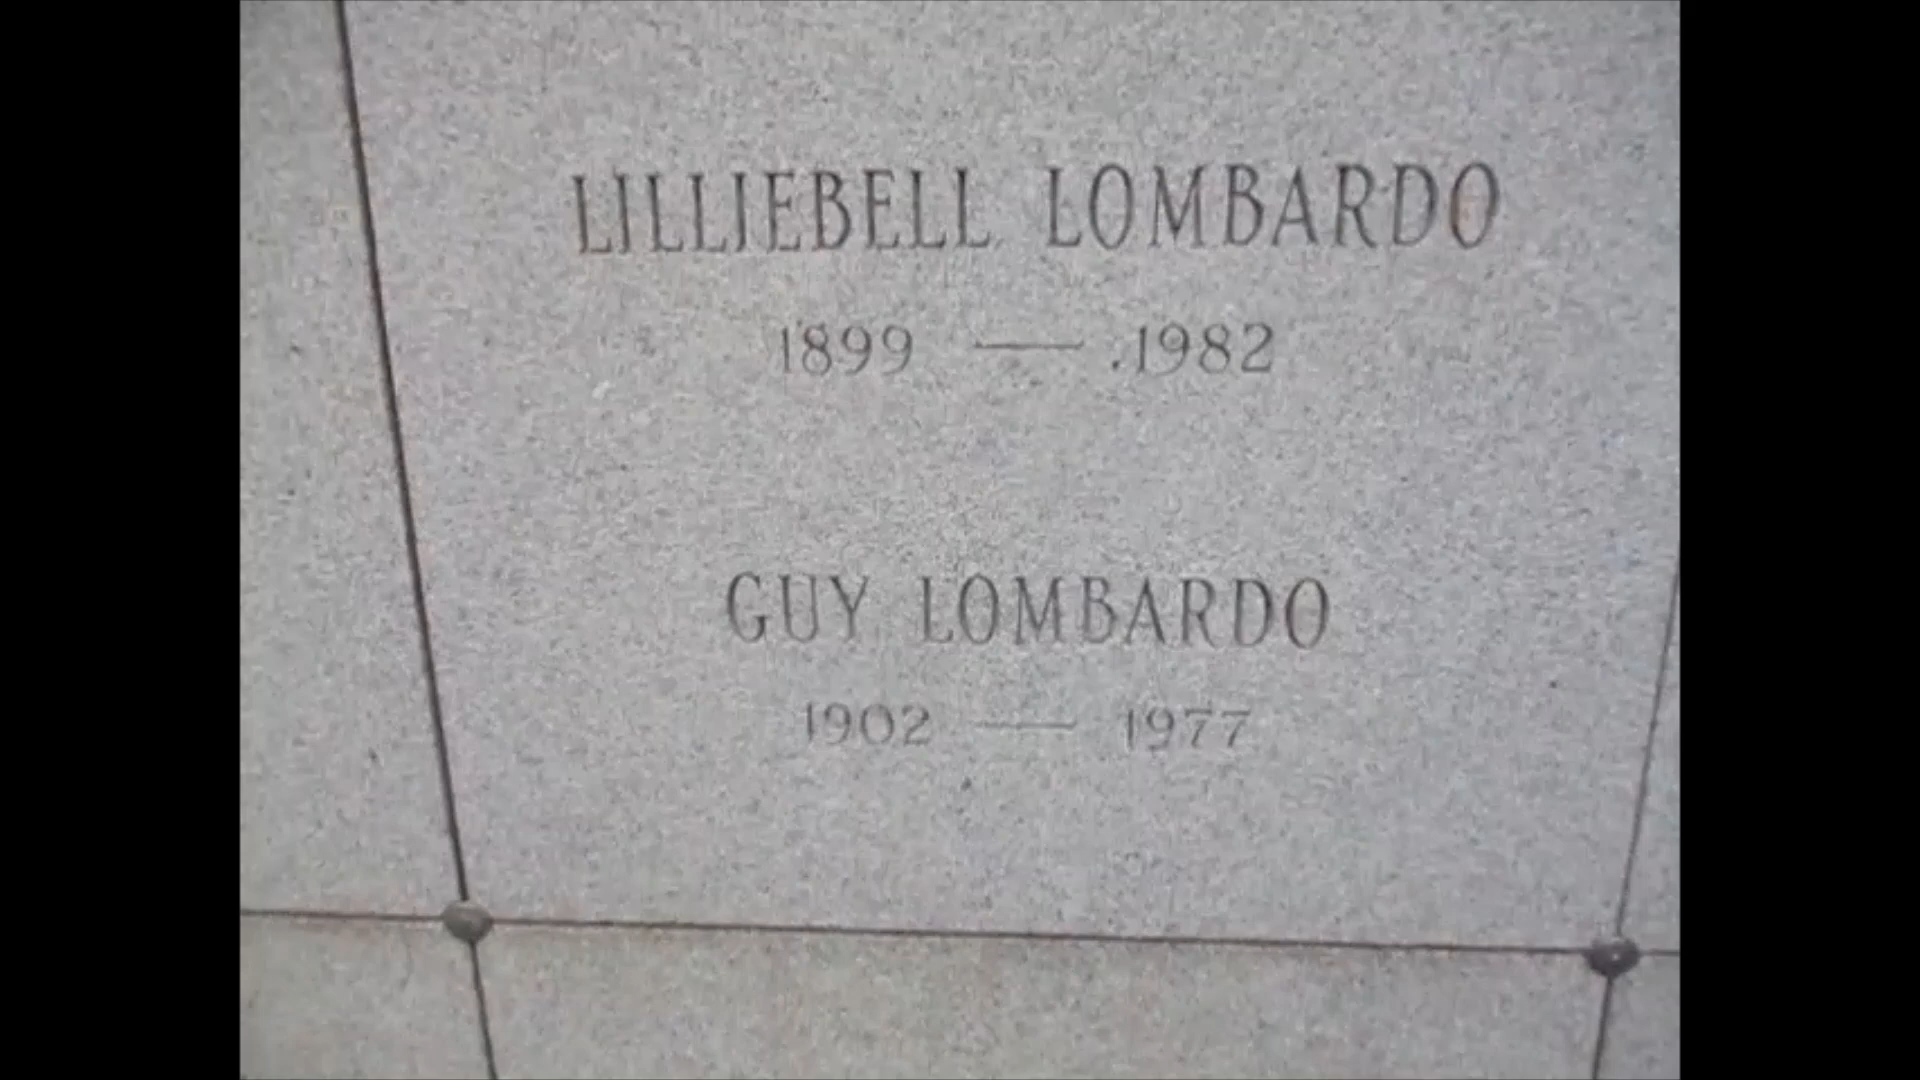 LILLIEBELL LOMBARDO
1899 — 1982
GUY LOMBARDO
1902 — 1977